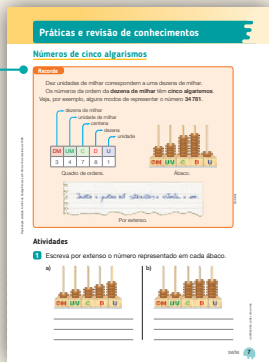 Práticas e revisão de conhecimentos
Números de cinco algarismos
Recorde
Dez unidades de milhar correspondem a uma dezena de milhar.
Os números da ordem da dezena de milhar têm cinco algarismos.
Veja, por exemplo, alguns modos de representar o número 34 781.
dezena de milhar
unidade de milhar
centena
dezena
unidade
DM UM C D U
3 4 7 8 1
DM UM C D U
Quadro de ordens.
Ábaco.
Por extenso.
Atividades
1 Escreva por extenso o número representado em cada ábaco.
a)
b)
DM UM C D U
DM UM C D U
7